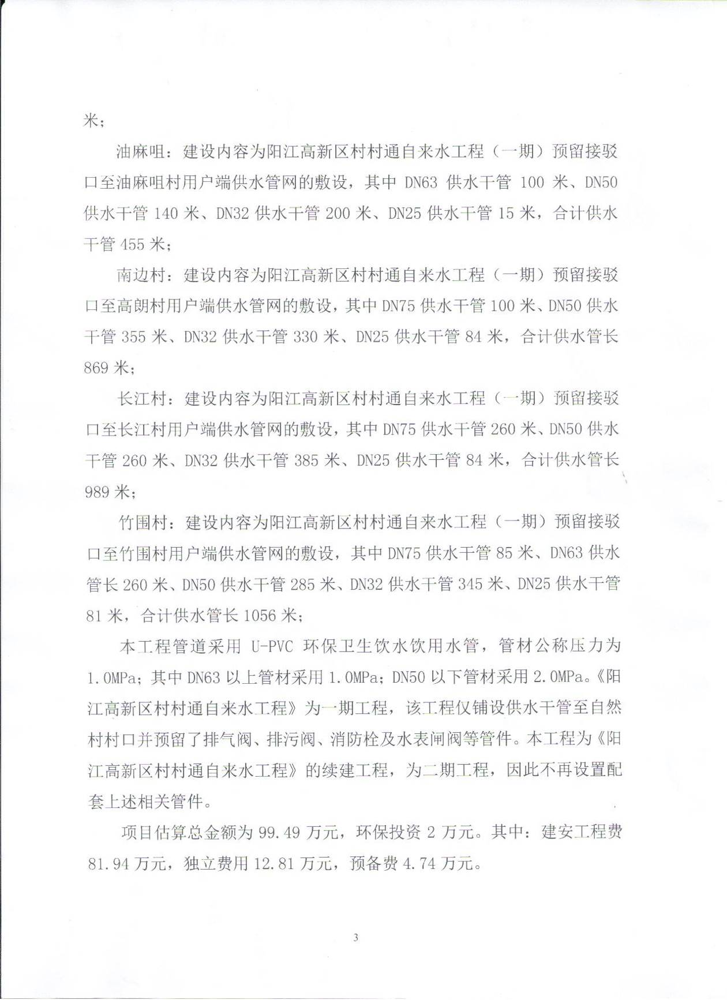 米；
油麻咀：建设内容为阳江高新区村村通自来水工程（一期）预留接驳
口至油麻咀村用户端供水管网的敷设，其中 DN63 供水干管 100 米、DN50
供水干管 140 米、DN32 供水干管 200 米、DN25 供水干管 15 米，合计供水
干管 455 米；
南边村：建设内容为阳江高新区村村通自来水工程（一期）预留接驳
口至高朗村用户端供水管网的敷设，其中 DN75 供水干管 100 米、DN50 供水
干管 355 米、DN32 供水干管 330 米、DN25 供水干管 84 米，合计供水管长
869 米；
长江村：建设内容为阳江高新区村村通自来水工程（一期）预留接驳
口至长江村用户端供水管网的敷设，其中 DN75 供水干管 260 米、DN50 供水
干管 260 米、DN32 供水干管 385 米、DN25 供水干管 84 米，合计供水管长
989 米；
竹围村：建设内容为阳江高新区村村通自来水工程（一期）预留接驳
口至竹围村用户端供水管网的敷设，其中 DN75 供水干管 85 米、DN63 供水
管长 260 米、DN50 供水干管 285 米、DN32 供水干管 345 米、DN25 供水干管
81 米，合计供水管长 1056 米；
本工程管道采用 U-PVC 环保卫生饮水饮用水管，管材公称压力为
1.0MPa；其中 DN63 以上管材采用 1.0MPa；DN50 以下管材采用 2.0MPa。《阳
江高新区村村通自来水工程》为一期工程，该工程仅铺设供水干管至自然
村村口并预留了排气阀、排污阀、消防栓及水表闸阀等管件。本工程为《阳
江高新区村村通自来水工程》的续建工程，为二期工程，因此不再设置配
套上述相关管件。
项目估算总金额为 99.49 万元，环保投资 2 万元。其中：建安工程费
81.94 万元，独立费用 12.81 万元，预备费 4.74 万元。
3